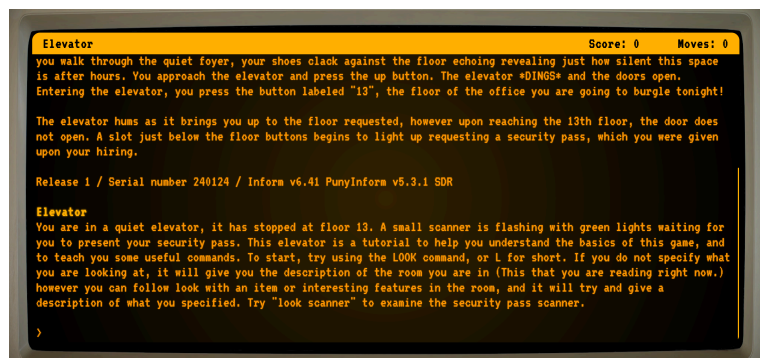 Elevator Score: 0 Moves: 0
you walk through the quiet foyer, your shoes clack against the floor echoing revealing just how silent this space
is after hours. You approach the elevator and press the up button. The elevator *DINGS* and the doors open.
Entering the elevator, you press the button labeled "13", the floor of the office you are going to burgle tonight!
The elevator hums as it brings you up to the floor requested, however upon reaching the 13th floor, the door does
not open. A slot just below the floor buttons begins to light up requesting a security pass, which you were given
upon your hiring.
Release 1 / Serial number 240124 / Inform v6.41 PunyInform v5.3.1 SDR
Elevator
You are in a quiet elevator, it has stopped at floor 13. A small scanner is flashing with green lights waiting for
you to present your security pass. This elevator is a tutorial to help you understand the basics of this game, and
to teach you some useful commands. To start, try using the LOOK command, or L for short. If you do not specify what
you are looking at, it will give you the description of the room you are in (This that you are reading right now.)
however you can follow look with an item or interesting features in the room, and it will try and give a
description of what you specified. Try "look scanner" to examine the security pass scanner.
>